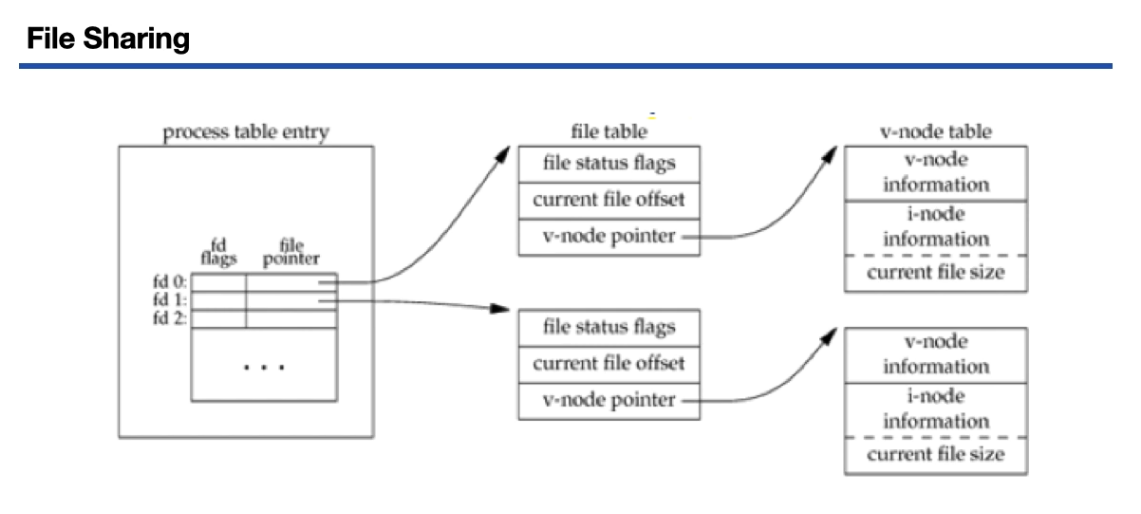 File Sharing
process table entry
fd
flags
file
pointer
fd 0:
fd 1:
fd 2:
. . .
file table
file status flags
current file offset
v-node pointer
file status flags
current file offset
v-node pointer
v-node table
v-node
information
i-node
information
current file size
v-node
information
i-node
information
current file size